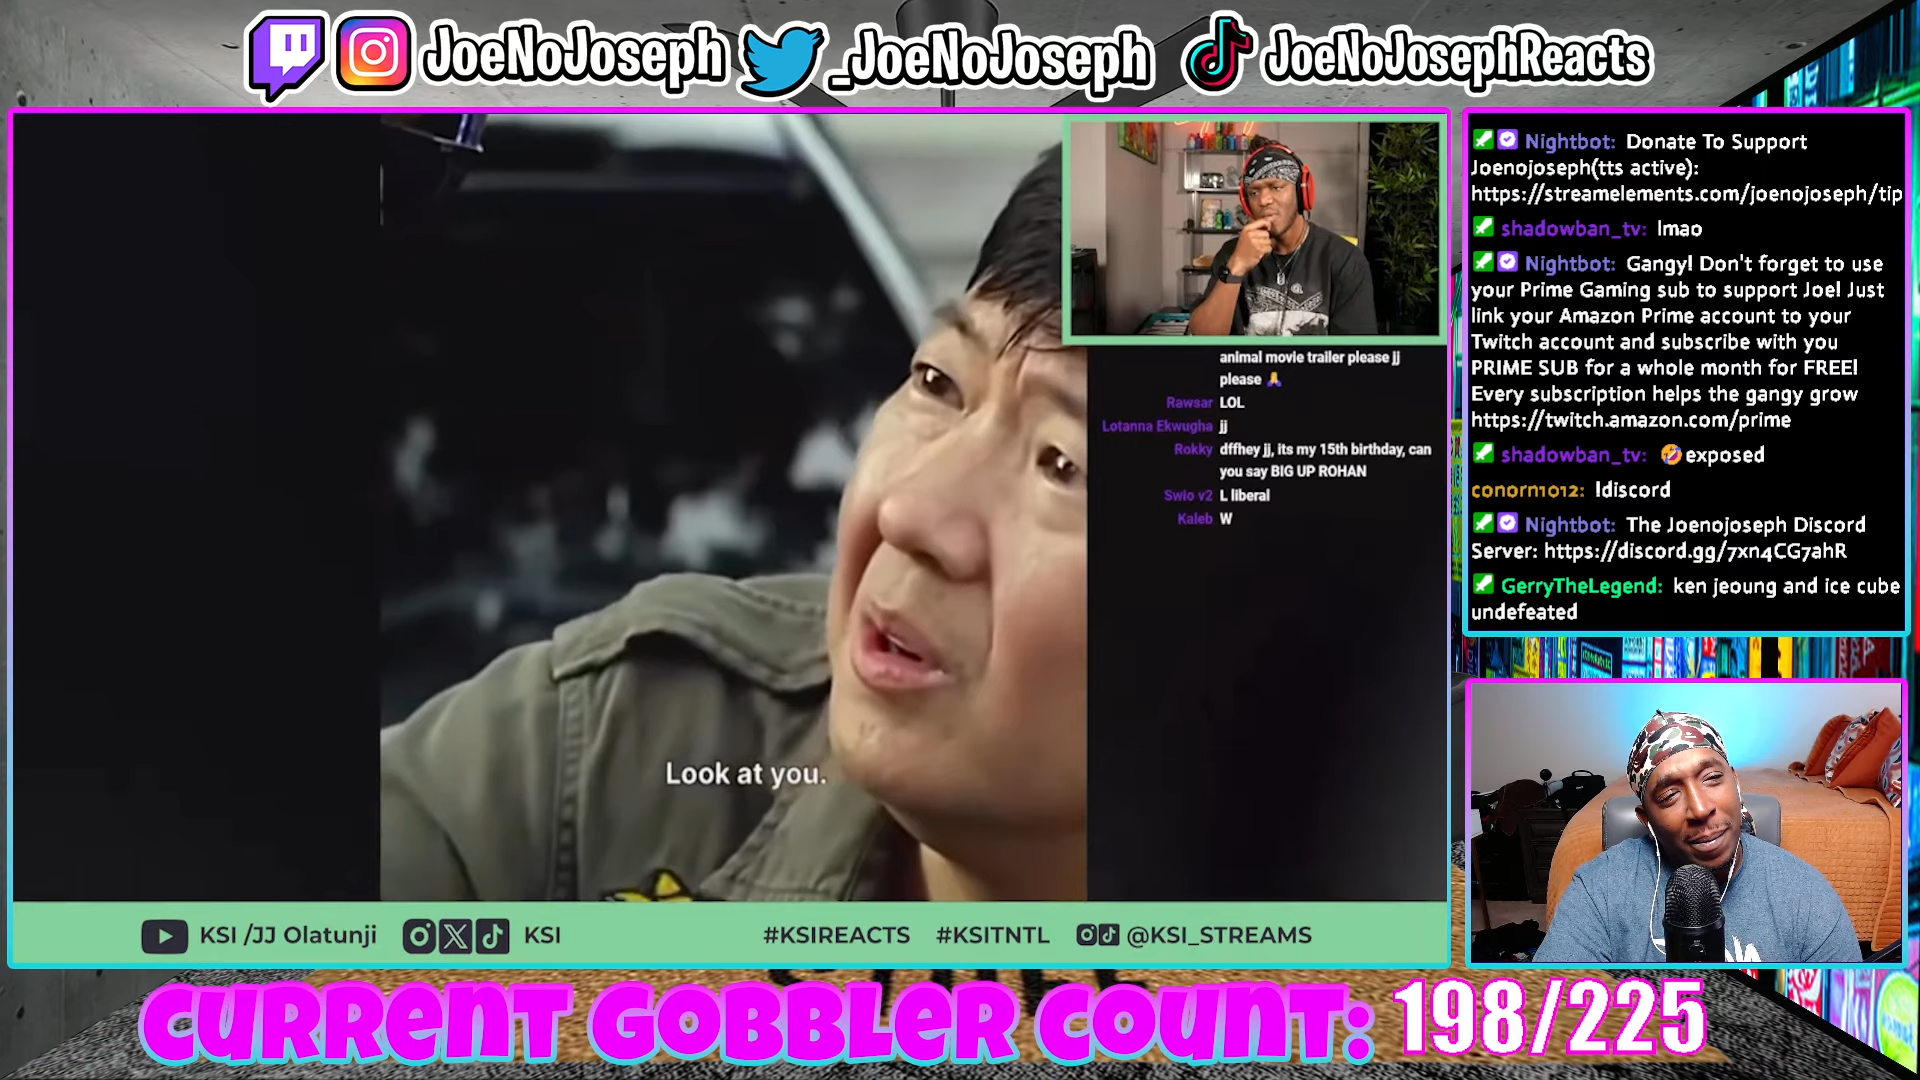 JoeNoJoseph
_JoeNoJoseph
JoeNoJosephReacts
Nightbot: Donate To Support
Joenojoseph(tts active):
https://streamelements.com/joenojoseph/tip
shadowban_tv: lmao
Nightbot: Gangy! Don't forget to use
your Prime Gaming sub to support Joe! Just
link your Amazon Prime account to your
Twitch account and subscribe with you
PRIME SUB for a whole month for FREE!
Every subscription helps the gangy grow
https://twitch.amazon.com/prime
shadowban_tv: 🤣exposed
conorn1012: !discord
Nightbot: The Joenojoseph Discord
Server: https://discord.gg/7xn4CG7ahR
GerryTheLegend: ken jeoung and ice cube
undefeated
animal movie trailer please jj
please 🙏
Rawsar LOL
Lotanna Ekwugha jj
Rokky dffhey jj, its my 15th birthday, can
you say BIG UP ROHAN
Swio v2 L liberal
Kaleb W
Look at you.
KSI /JJ Olatunji
KSI
#KSIREACTS
#KSITNTL
@KSI_STREAMS
CURRENT GOBBLER COUNT: 198/225